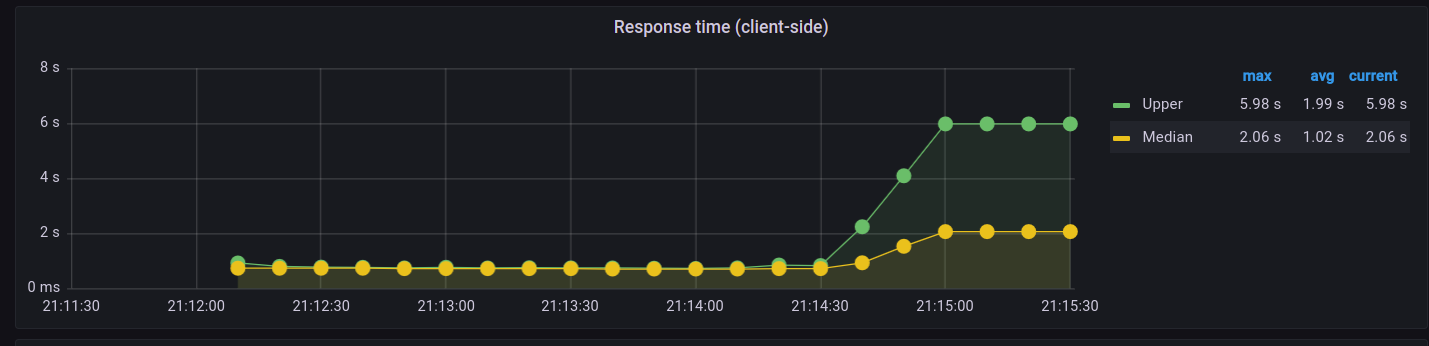 Response time (client-side)
8 s
6 s
4 s
2 s
0 ms
21:11:30 21:12:00 21:12:30 21:13:00 21:13:30 21:14:00 21:14:30 21:15:00 21:15:30
max avg current
Upper 5.98 s 1.99 s 5.98 s
Median 2.06 s 1.02 s 2.06 s